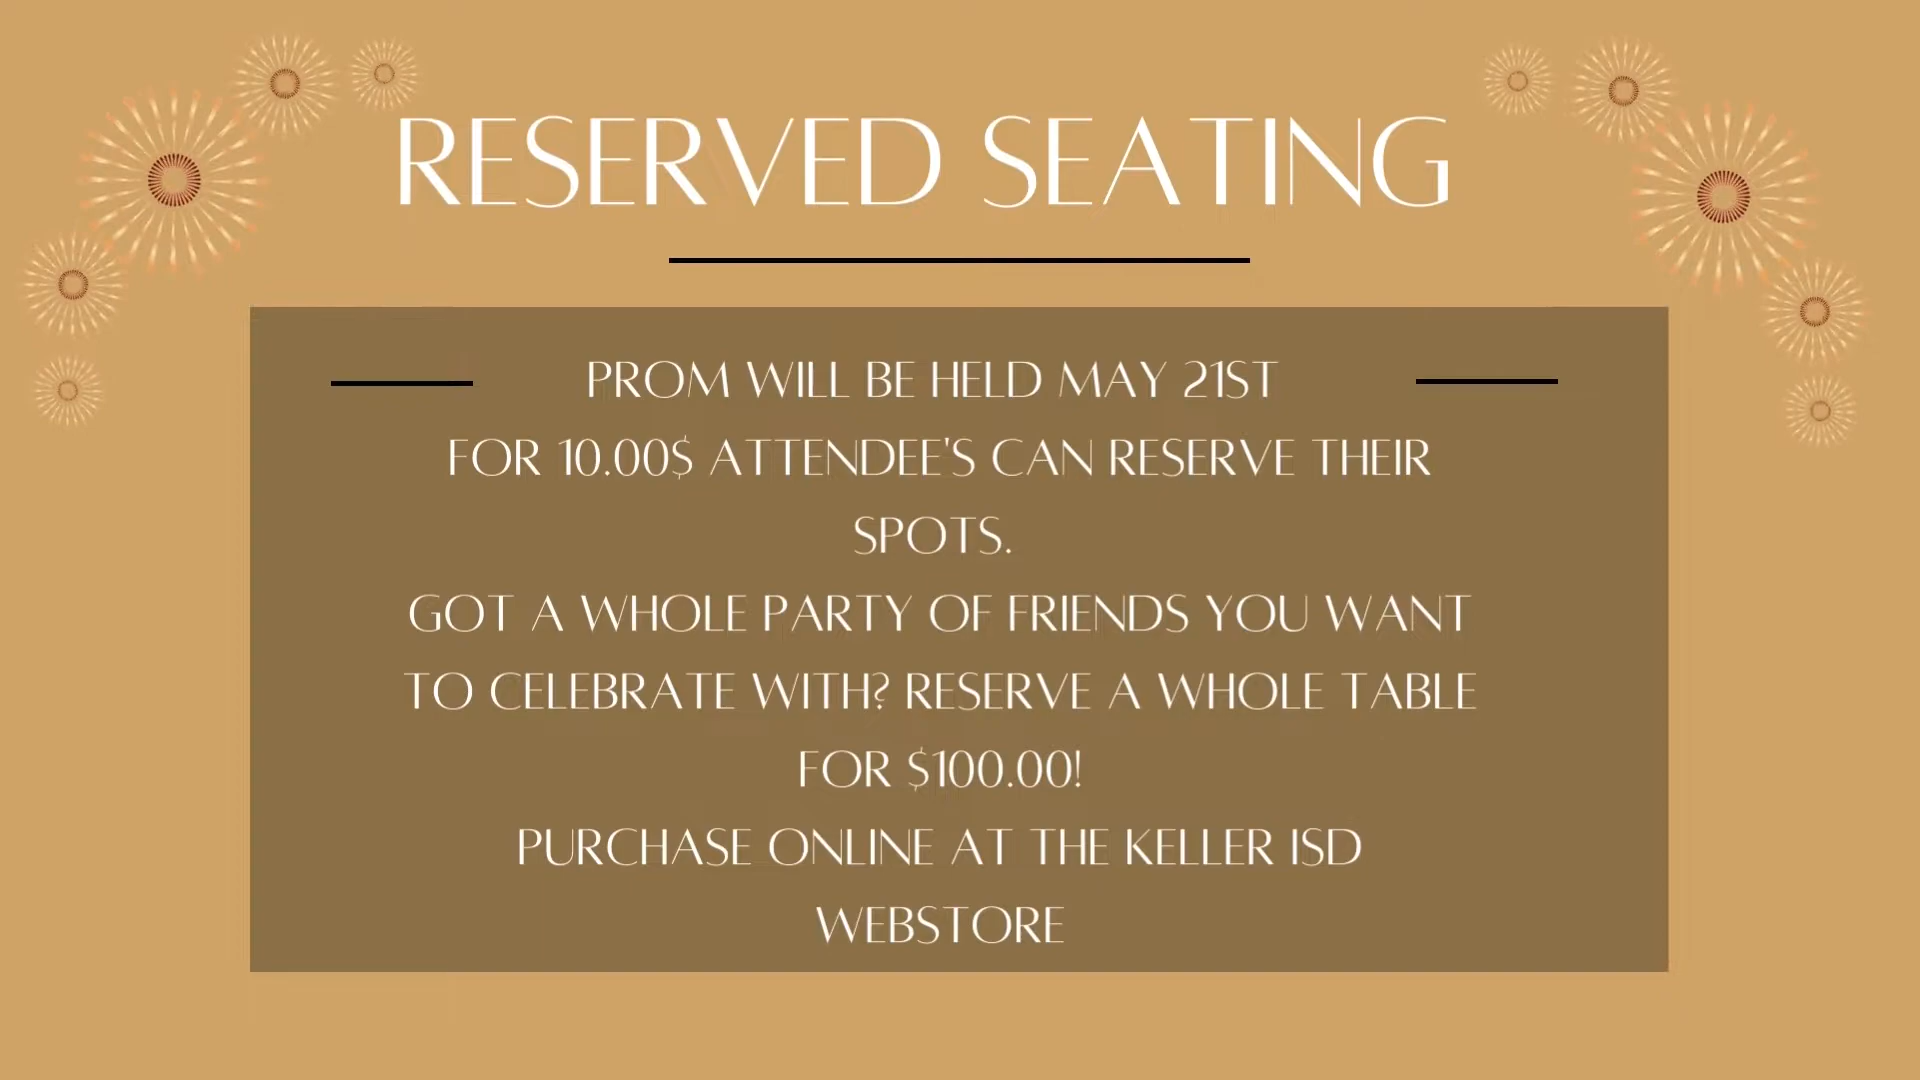 RESERVED SEATING
PROM WILL BE HELD MAY 21ST
FOR 10.00$ ATTENDEE'S CAN RESERVE THEIR
SPOTS.
GOT A WHOLE PARTY OF FRIENDS YOU WANT
TO CELEBRATE WITH? RESERVE A WHOLE TABLE
FOR $100.00!
PURCHASE ONLINE AT THE KELLER ISD
WEBSTORE